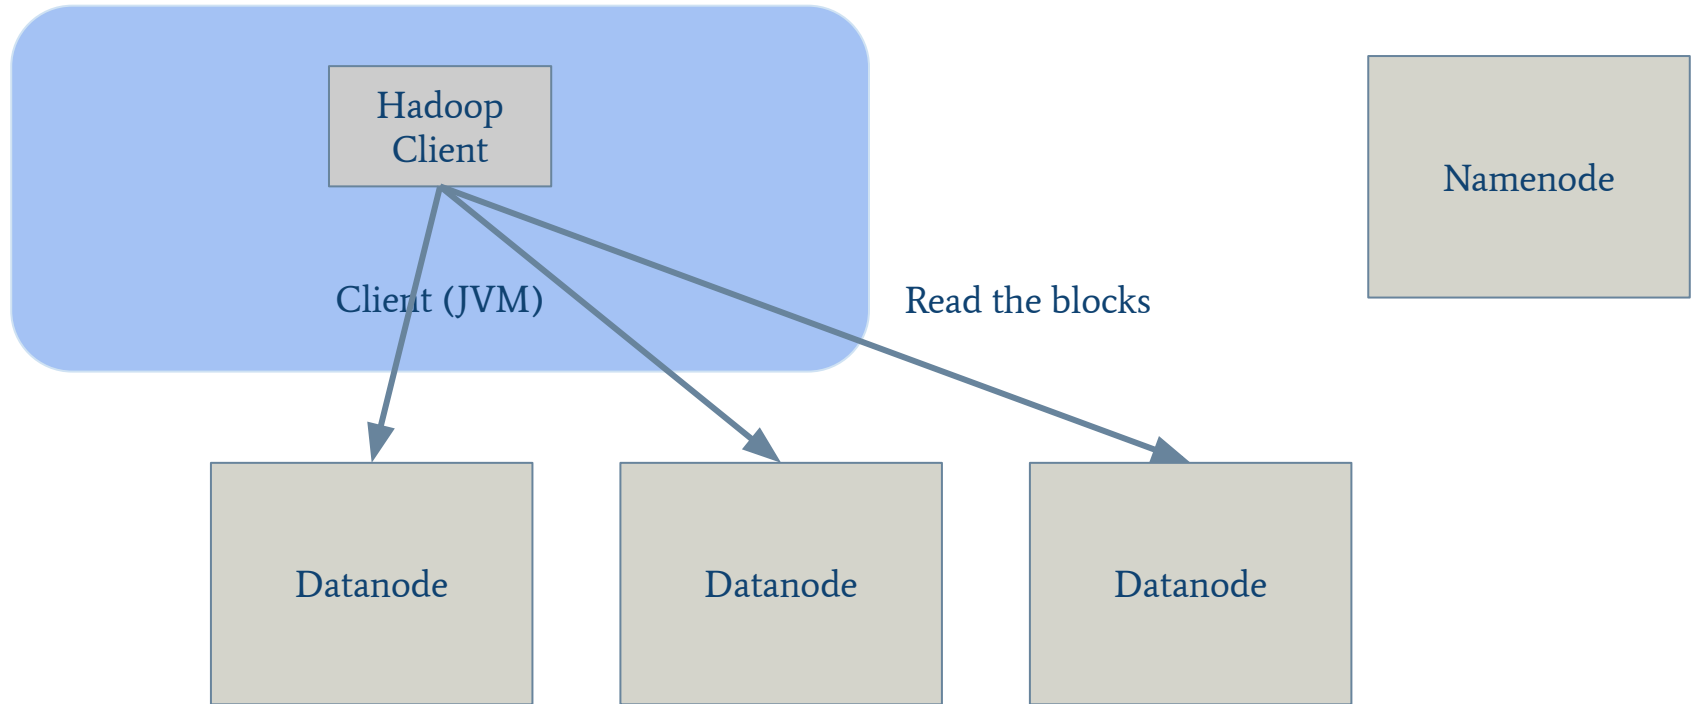 Hadoop
Client
Namenode
Client (JVM)
Read the blocks
Datanode
Datanode
Datanode